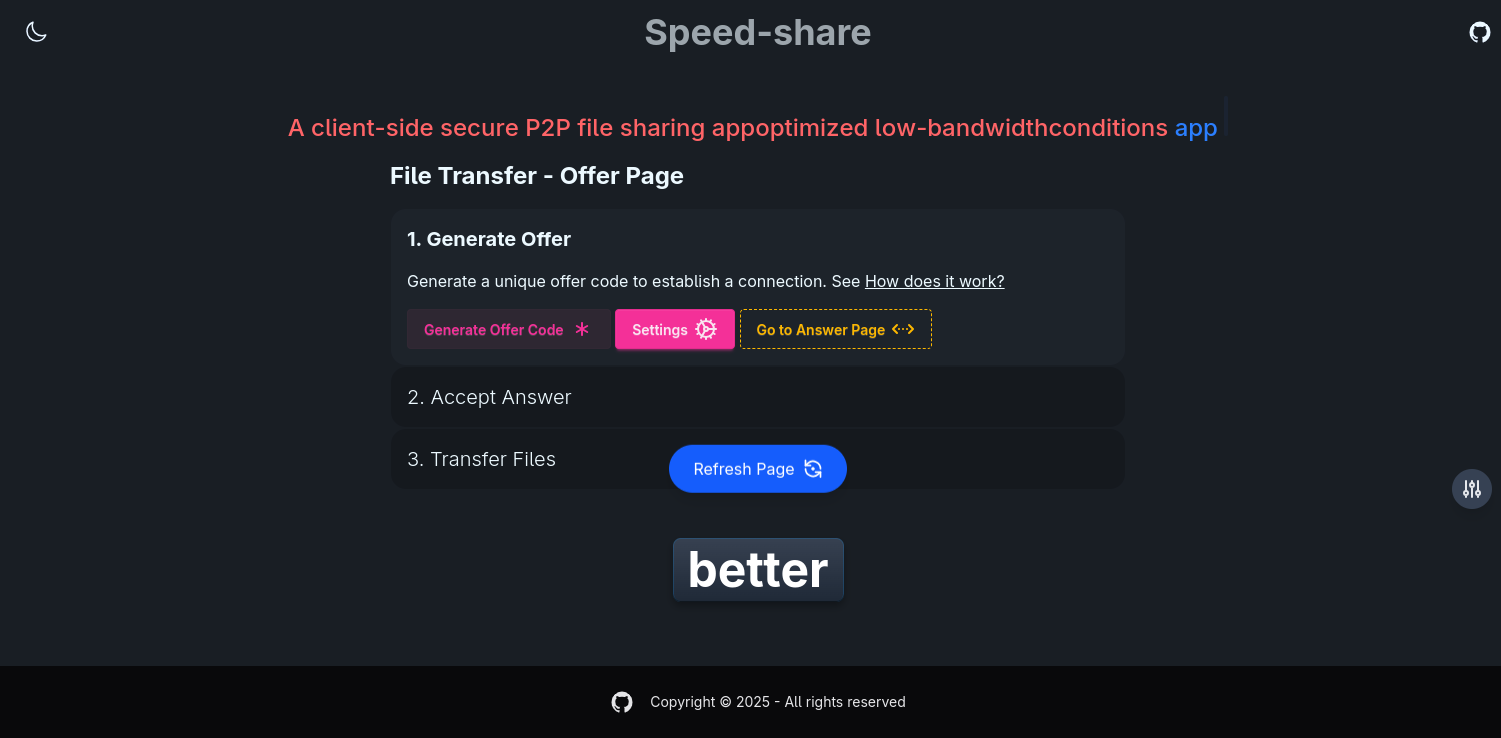 Speed-share
A client-side secure P2P file sharing appoptimized low-bandwidthconditions app
File Transfer - Offer Page
1. Generate Offer
Generate a unique offer code to establish a connection. See How does it work?
Generate Offer Code
Settings
Go to Answer Page
2. Accept Answer
3. Transfer Files
Refresh Page
better
Copyright © 2025 - All rights reserved